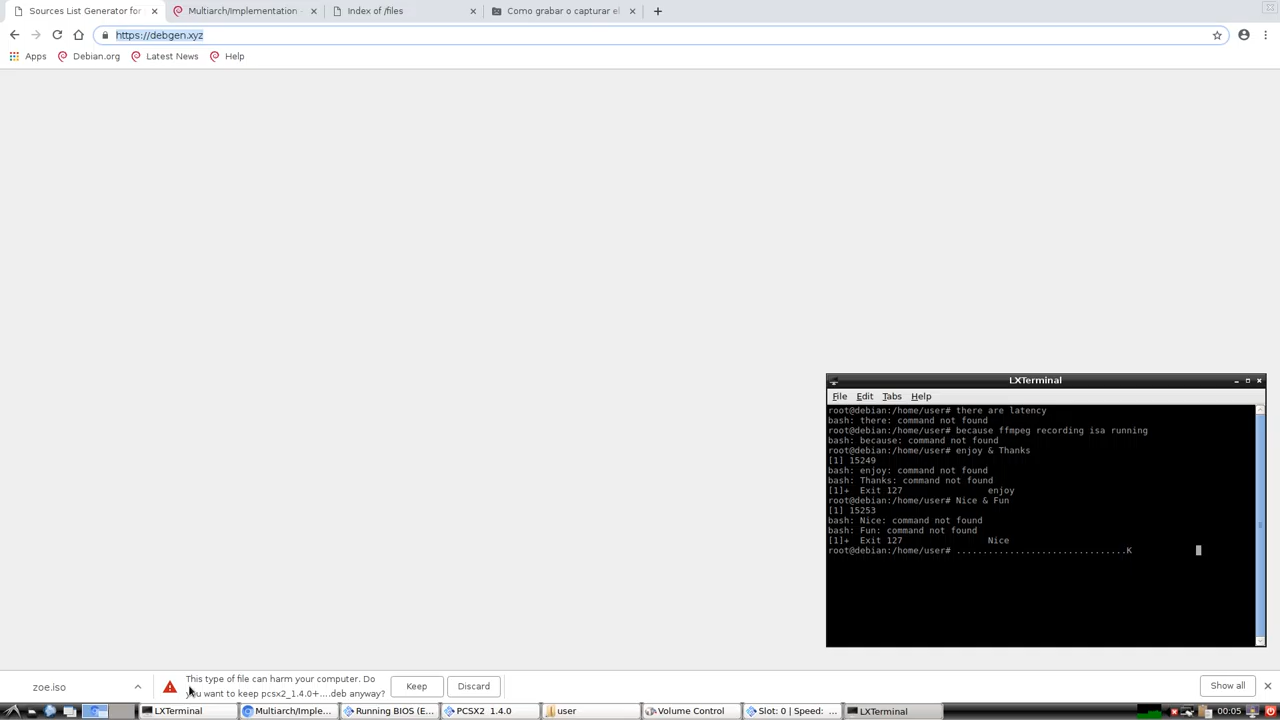 Sources List Generator for
Multiarch/Implementation
Index of /files
Como grabar o capturar el
https://debgen.xyz
Apps
Debian.org
Latest News
Help
LXTerminal
File Edit Tabs Help
root@debian:/home/user# there are latency
bash: there: command not found
root@debian:/home/user# because ffmpeg recording isa running
bash: because: command not found
root@debian:/home/user# enjoy & Thanks
[1] 15249
bash: enjoy: command not found
bash: Thanks: command not found
[1]+  Exit 127                enjoy
root@debian:/home/user# Nice & Fun
[1] 15253
bash: Nice: command not found
bash: Fun: command not found
[1]+  Exit 127                Nice
root@debian:/home/user# ................................K
zoe.iso
This type of file can harm your computer. Do
you want to keep pcsx2_1.4.0+....deb anyway?
Keep
Discard
Show all
LXTerminal
Multiarch/Imple...
Running BIOS (E...
PCSX2 1.4.0
user
Volume Control
Slot: 0 | Speed: ...
LXTerminal
00:05